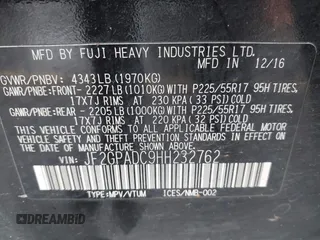 MFD BY FUJI HEAVY INDUSTRIES LTD.
GVWR/PNBV : 4343LB(1970KG) MFD IN 12/16
GAWR/PNBE:FRONT-2227LB(1010KG)WITH P225/55R17 95H TIRES
17X7J RIMS AT 230 KPA(33 PSI)COLD
GAWR/PNBE:REAR-2205LB(1000KG)WITH P225/55R17 95H TIRES
17X7J RIMS AT 220 KPA(32 PSI)COLD
THIS VEHICLE CONFORMS TO ALL APPLICABLE
FEDERAL MOTOR VEHICLE SAFETY STANDARDS IN
EFFECT ON THE DATE OF MANUFACTURE SHOWN ABOVE.
VIN: JF2GPADC9HH232762
TYPE:MPV/VTUM ICES/NMB-002
DREAMBID